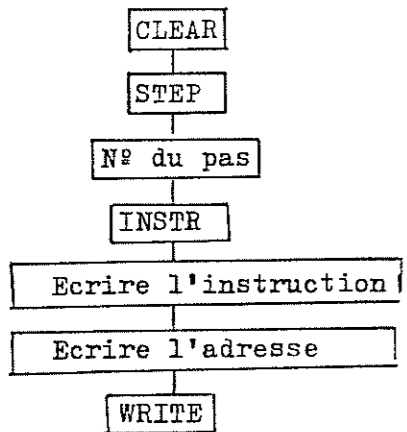 CLEAR
STEP
Nº du pas
INSTR
Ecrire l'instruction
Ecrire l'adresse
WRITE